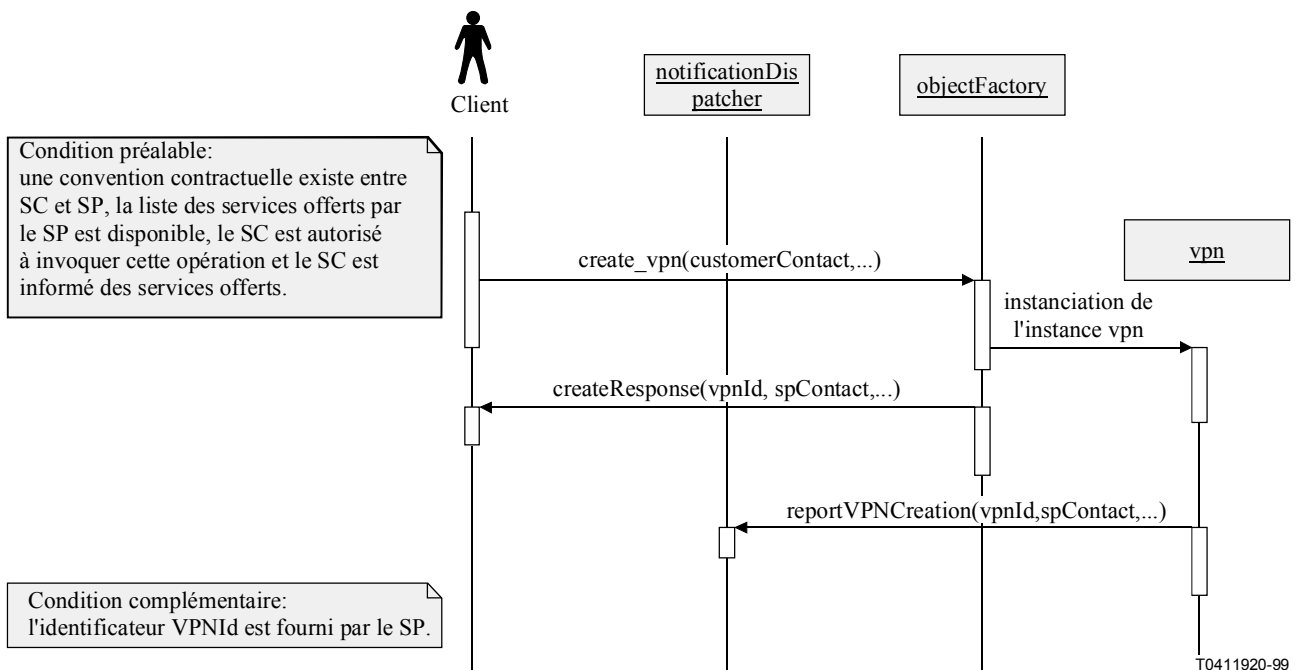 Client
notificationDis
patcher
objectFactory
Condition préalable:
une convention contractuelle existe entre
SC et SP, la liste des services offerts par
le SP est disponible, le SC est autorisé
à invoquer cette opération et le SC est
informé des services offerts.
vpn
create_vpn(customerContact,...)
instanciation de
l'instance vpn
createResponse(vpnId, spContact,...)
reportVPNCreation(vpnId,spContact,...)
Condition complémentaire:
l'identificateur VPNId est fourni par le SP.
T0411920-99